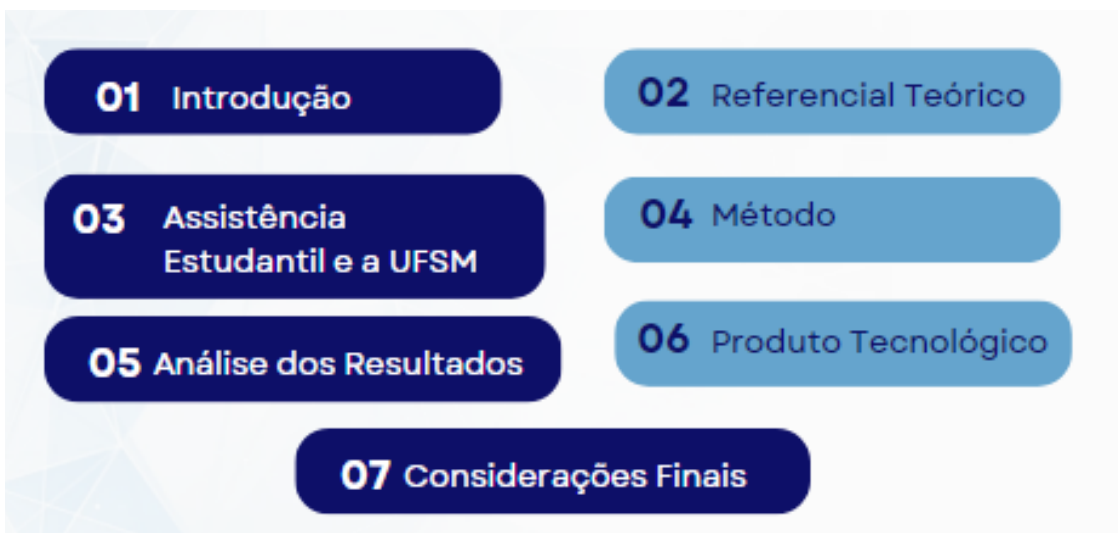 01 Introdução
02 Referencial Teórico
03 Assistência
Estudantil e a UFSM
04 Método
05 Análise dos Resultados
06 Produto Tecnológico
07 Considerações Finais